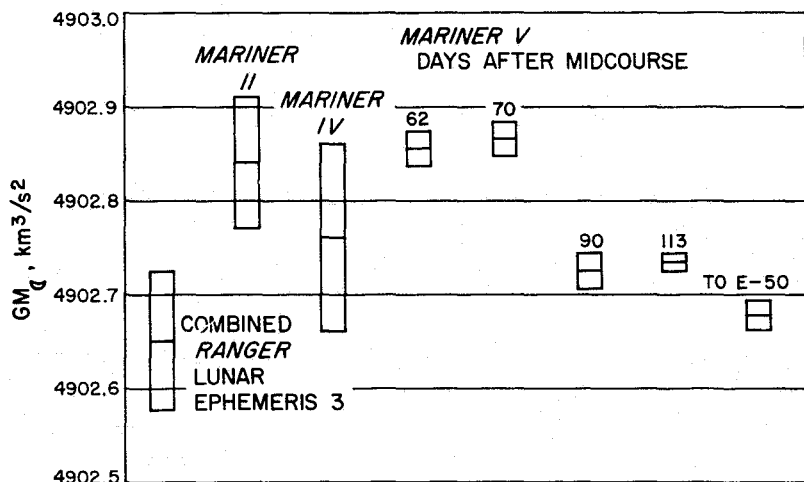 4903.0
4902.9
4902.8
4902.7
4902.6
4902.5
GM☾, km³/s²
MARINER
II
MARINER
IV
MARINER V
DAYS AFTER MIDCOURSE
62
70
90
113
TO E-50
COMBINED
RANGER
LUNAR
EPHEMERIS 3